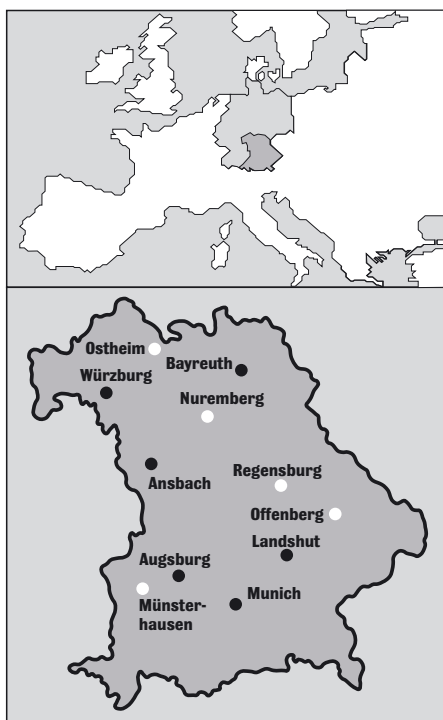 Ostheim
Bayreuth
Würzburg
Nuremberg
Ansbach
Regensburg
Offenberg
Landshut
Augsburg
Münster-
hausen
Munich